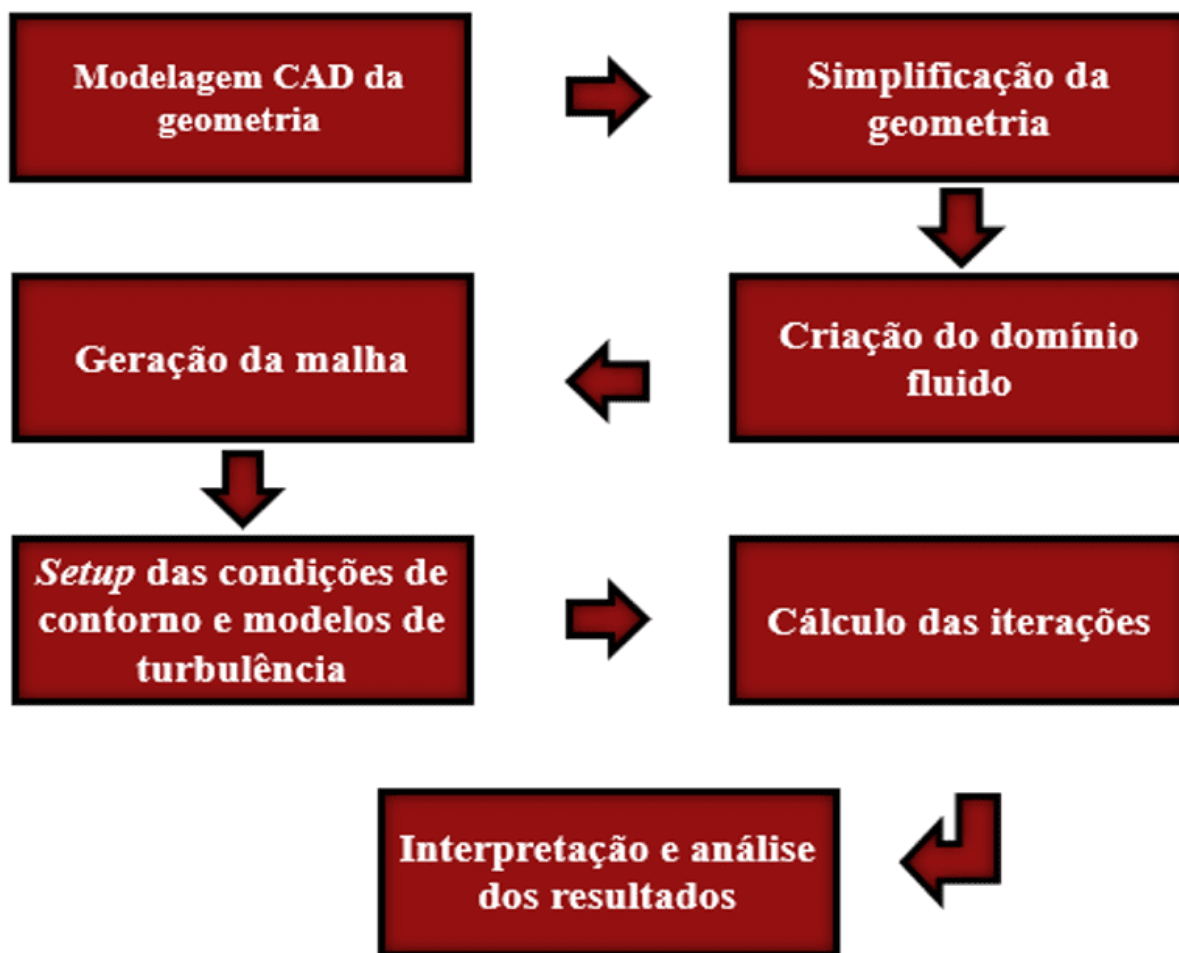 Modelagem CAD da
geometria
Simplificação da
geometria
Criação do domínio
fluido
Geração da malha
Setup das condições de
contorno e modelos de
turbulência
Cálculo das iterações
Interpretação e análise
dos resultados